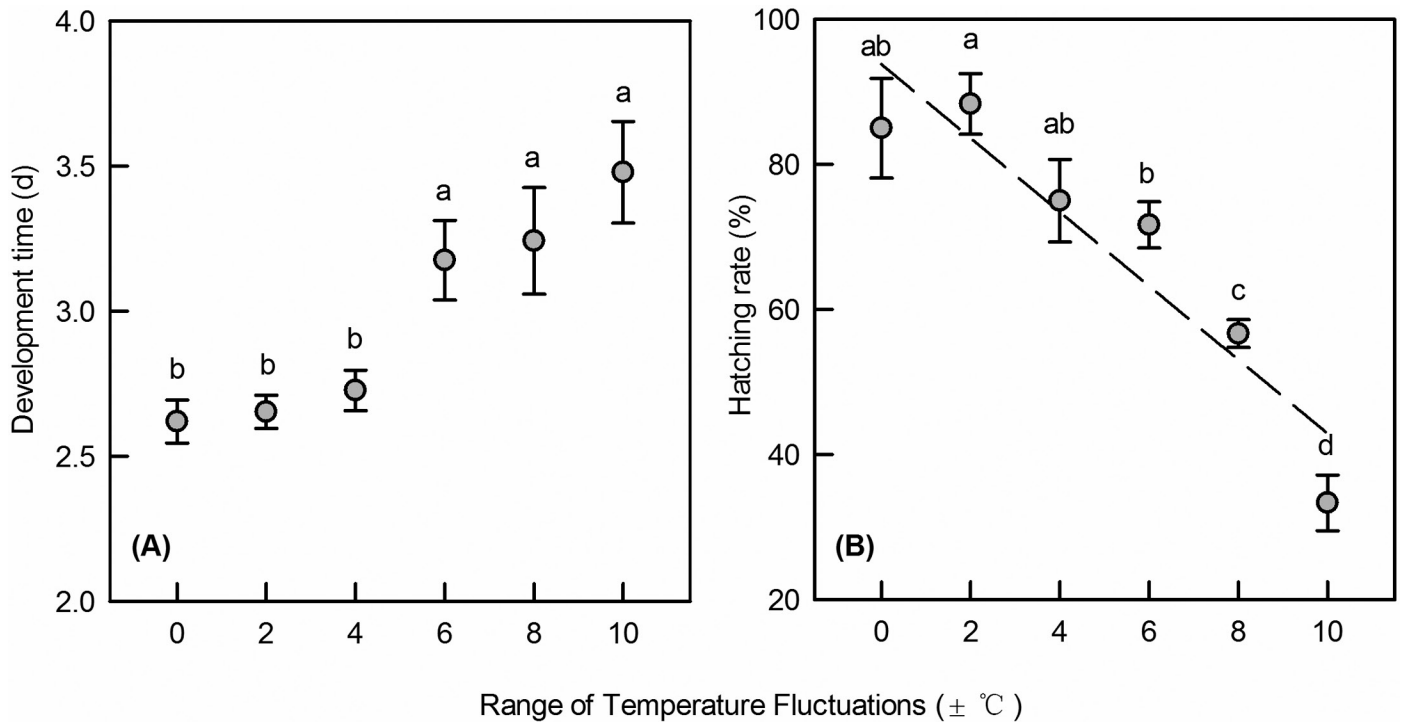 4.0
3.5
3.0
2.5
2.0
Development time (d)
b
b
b
a
a
a
(A)
0 2 4 6 8 10
100
80
60
40
20
Hatching rate (%)
ab
a
ab
b
c
d
(B)
0 2 4 6 8 10
Range of Temperature Fluctuations (± ℃)